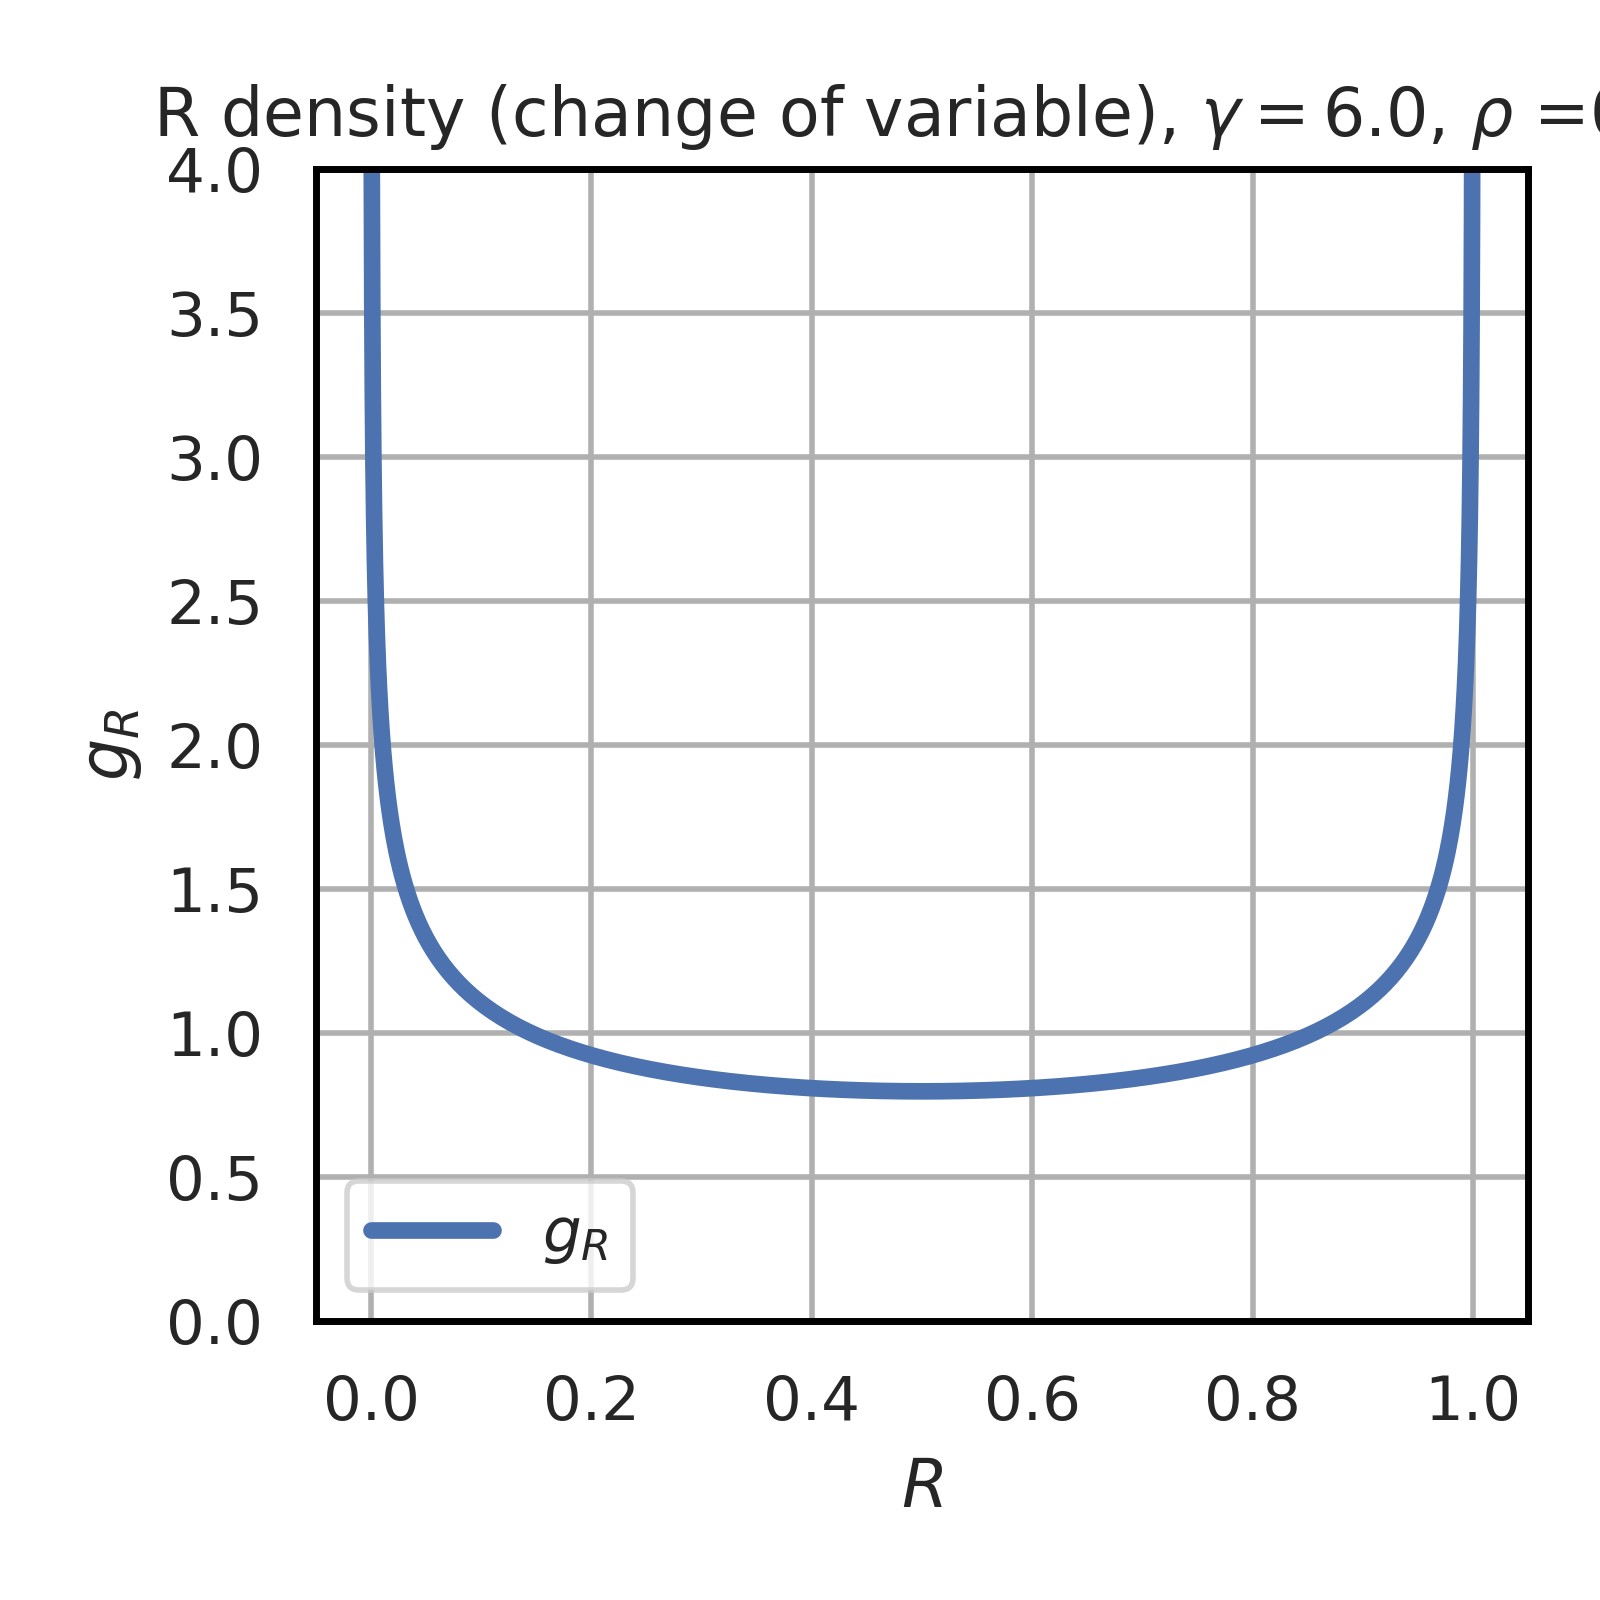 R density (change of variable), γ = 6.0, ρ =
4.0
3.5
3.0
2.5
2.0
1.5
1.0
0.5
0.0
g_R
g_R
0.0 0.2 0.4 0.6 0.8 1.0
R